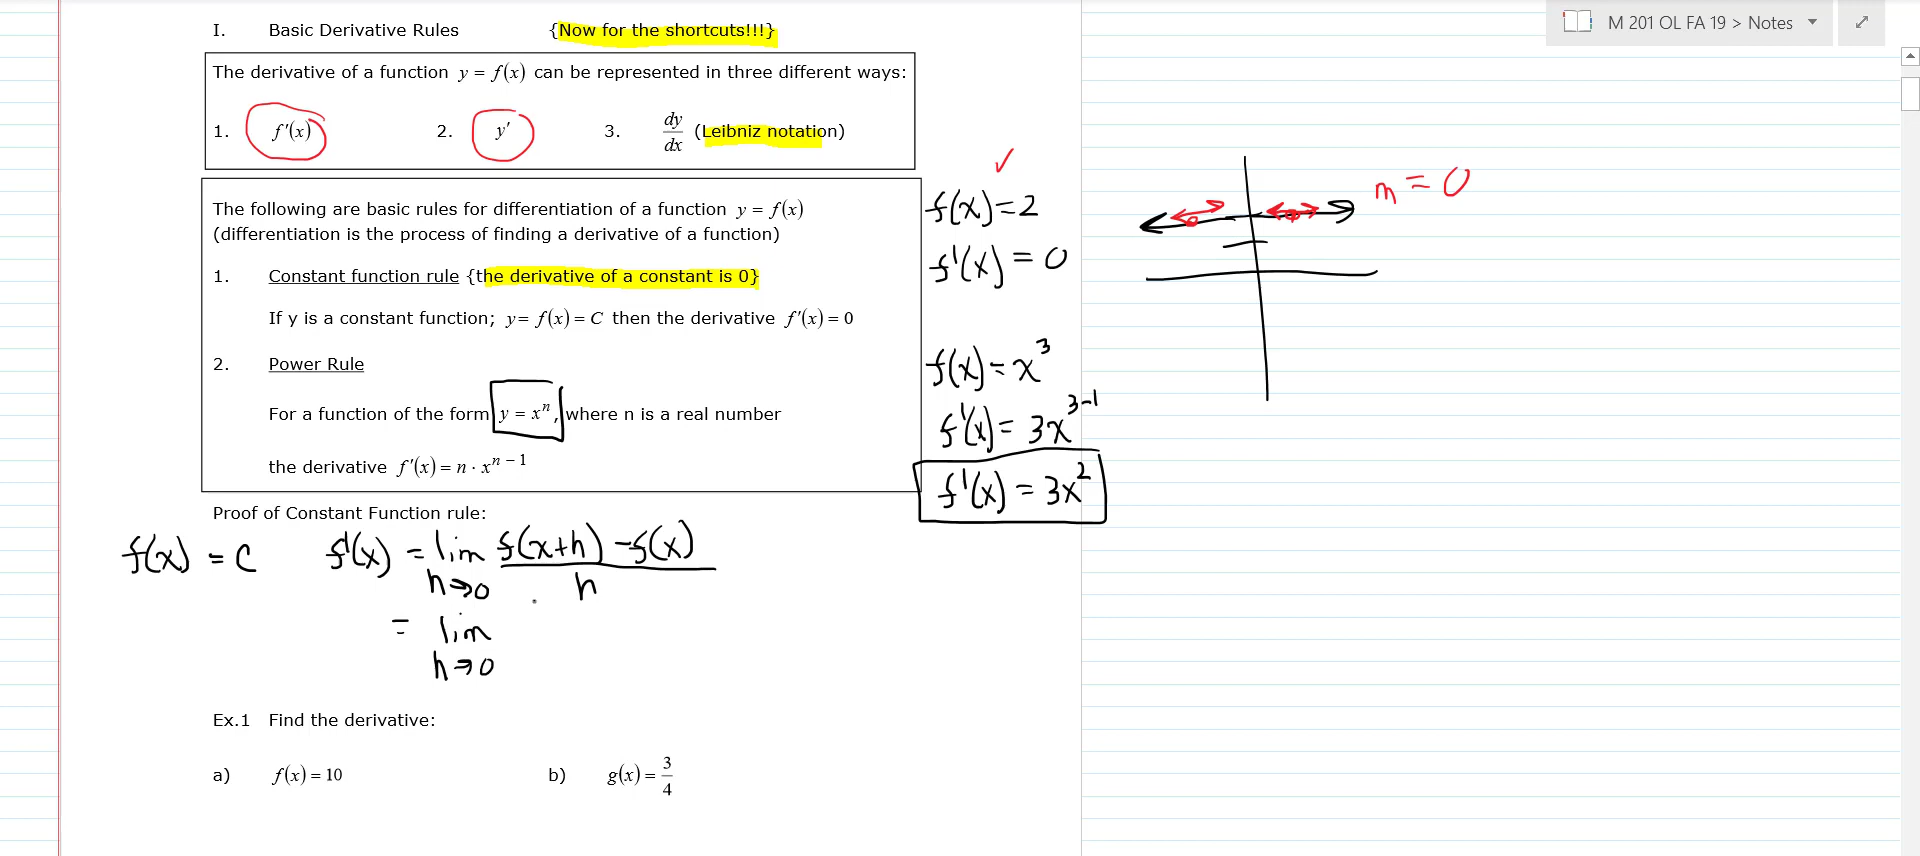 I. Basic Derivative Rules {Now for the shortcuts!!!}
M 201 OL FA 19 > Notes
The derivative of a function y = f(x) can be represented in three different ways:
1. f'(x) 2. y' 3. dy/dx (Leibniz notation)
The following are basic rules for differentiation of a function y = f(x)
(differentiation is the process of finding a derivative of a function)
1. Constant function rule {the derivative of a constant is 0}
If y is a constant function; y= f(x) = C then the derivative f'(x) = 0
2. Power Rule
For a function of the form y = xⁿ, where n is a real number
the derivative f'(x) = n · xⁿ⁻¹
✓
f(x)=2
f'(x) = 0
f(x)=x³
f'(x)= 3x³⁻¹
f'(x) = 3x²
m = 0
Proof of Constant Function rule:
f(x) = C f'(x) = lim h→0 (f(x+h) - f(x))/h
= lim h→0
Ex.1 Find the derivative:
a) f(x) = 10 b) g(x) = 3/4